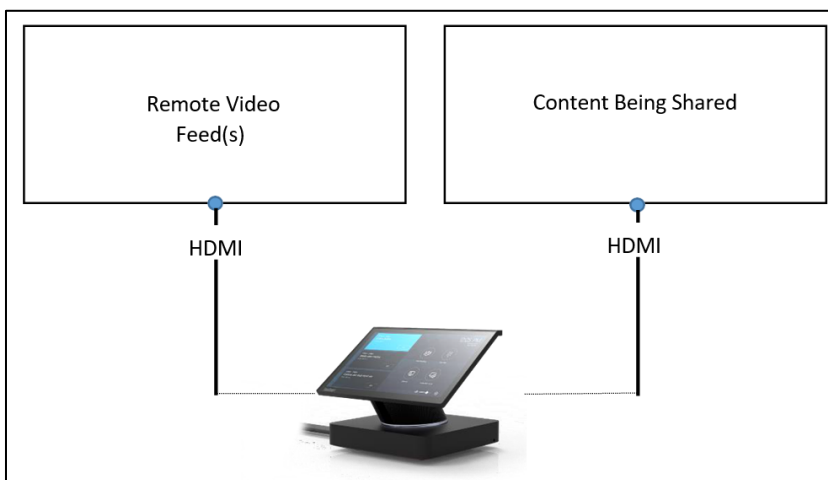 Remote Video
Feed(s)
Content Being Shared
HDMI
HDMI